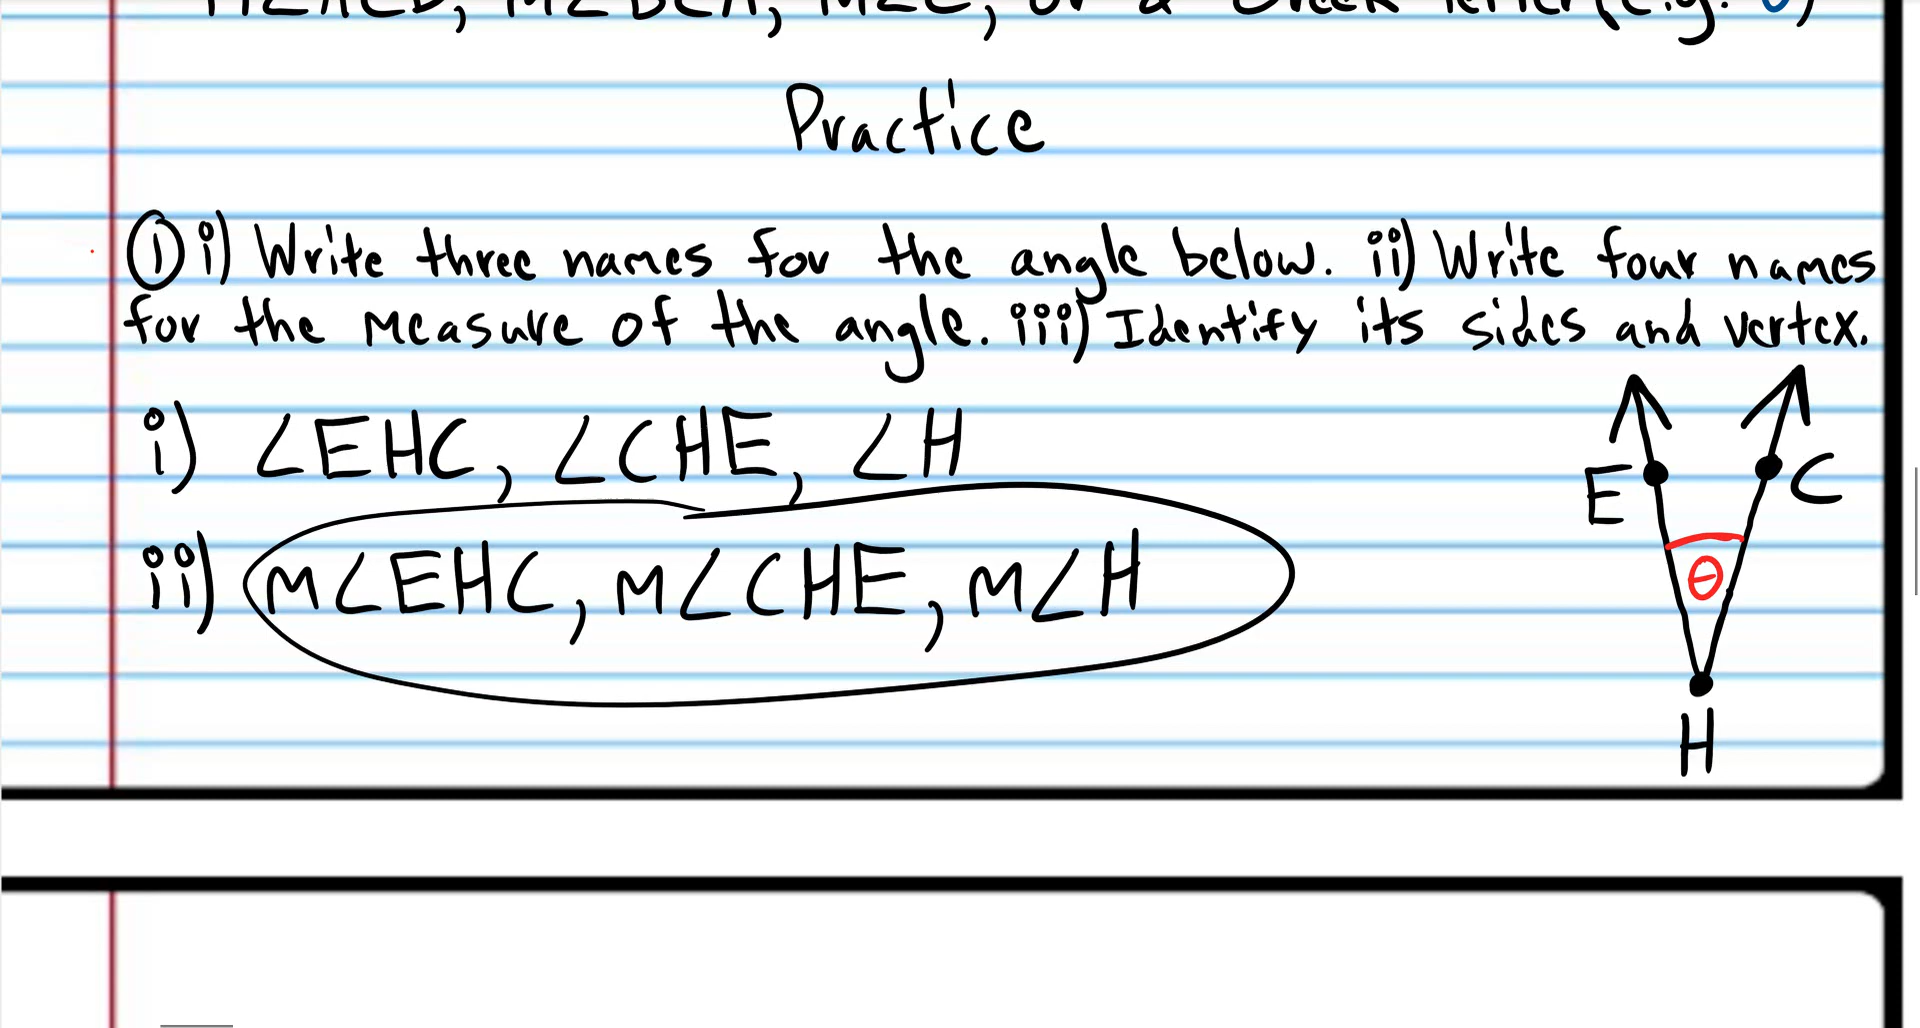 Practice
① i) Write three names for the angle below. ii) Write four names
for the measure of the angle. iii) Identify its sides and vertex.
i) ∠EHC, ∠CHE, ∠H
ii) m∠EHC, m∠CHE, m∠H
E
C
θ
H